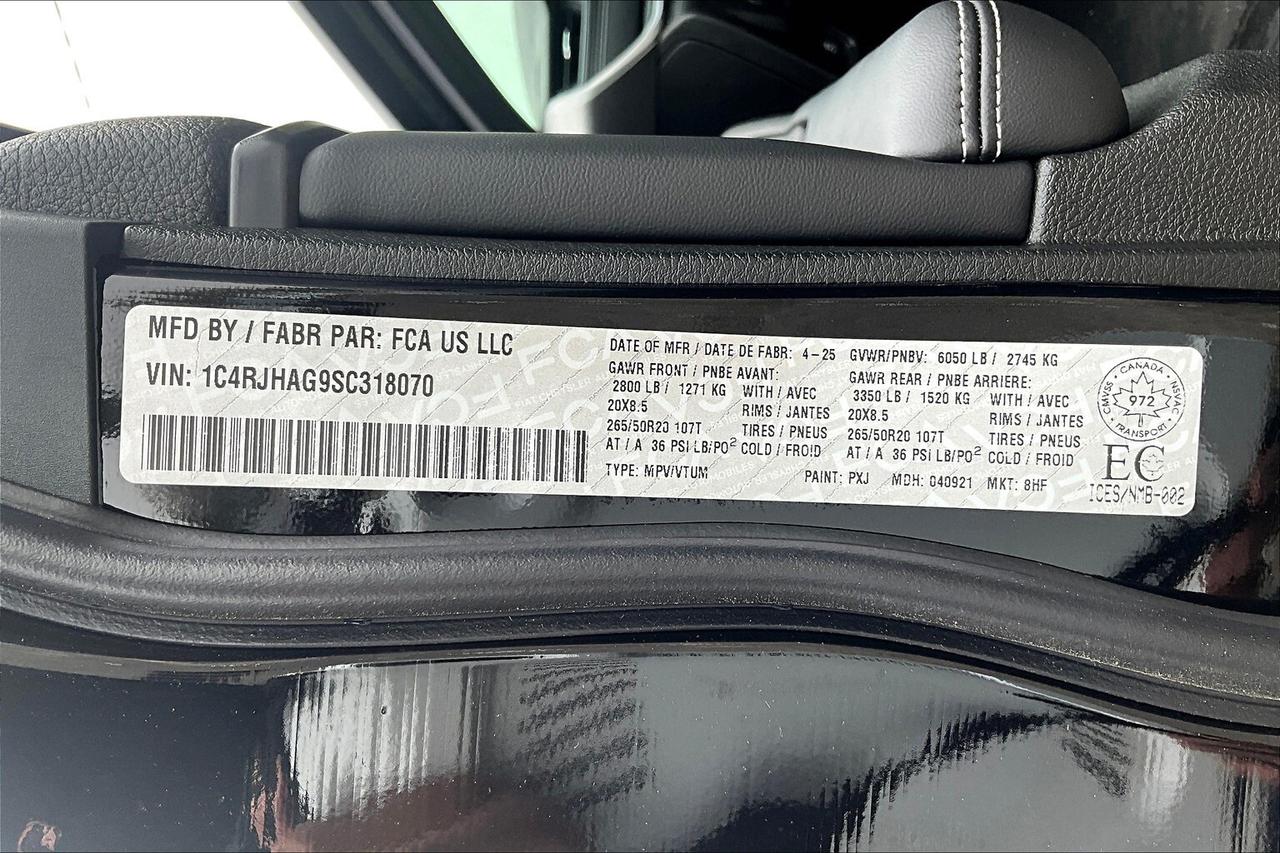 MFD BY / FABR PAR: FCA US LLC
VIN: 1C4RJHAG9SC318070
DATE OF MFR / DATE DE FABR: 4-25 GVWR/PNBV: 6050 LB / 2745 KG
GAWR FRONT / PNBE AVANT: GAWR REAR / PNBE ARRIERE:
2800 LB / 1271 KG WITH / AVEC 3350 LB / 1520 KG WITH / AVEC
20X8.5 RIMS / JANTES 20X8.5 RIMS / JANTES
265/50R20 107T TIRES / PNEUS 265/50R20 107T TIRES / PNEUS
AT / A 36 PSI LB/PO² COLD / FROID AT / A 36 PSI LB/PO² COLD / FROID
TYPE: MPV/VTUM PAINT: PXJ MDH: 040921 MKT: 8HF
CANADA
CMVSS 972 NSVAC
TRANSPORT
EC
ICES/NMB-002